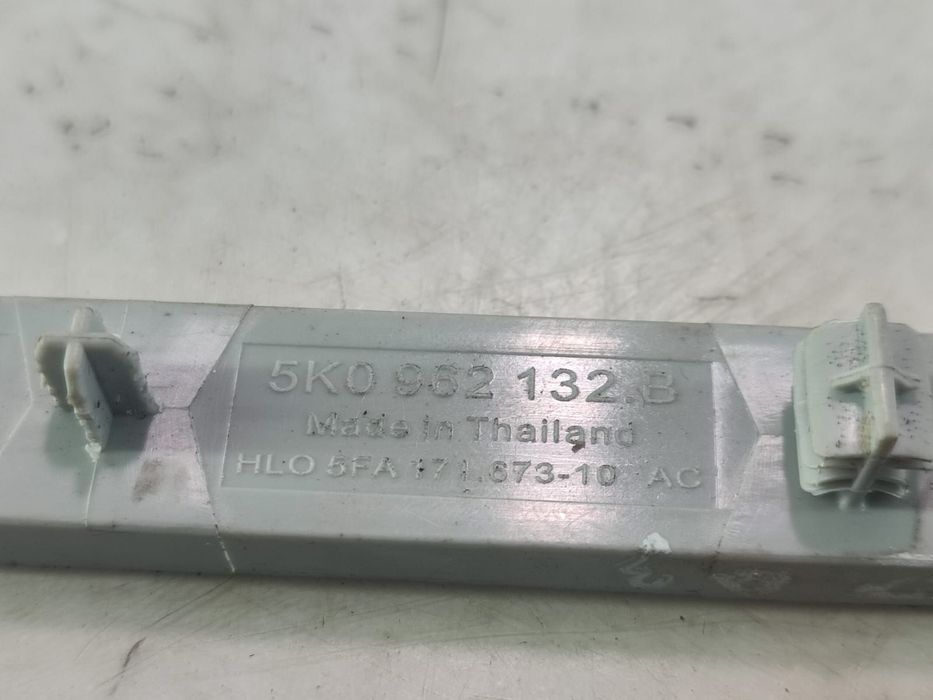 5K0 962 132.B
Made in Thailand
HLO 5FA 171.673-10 AC